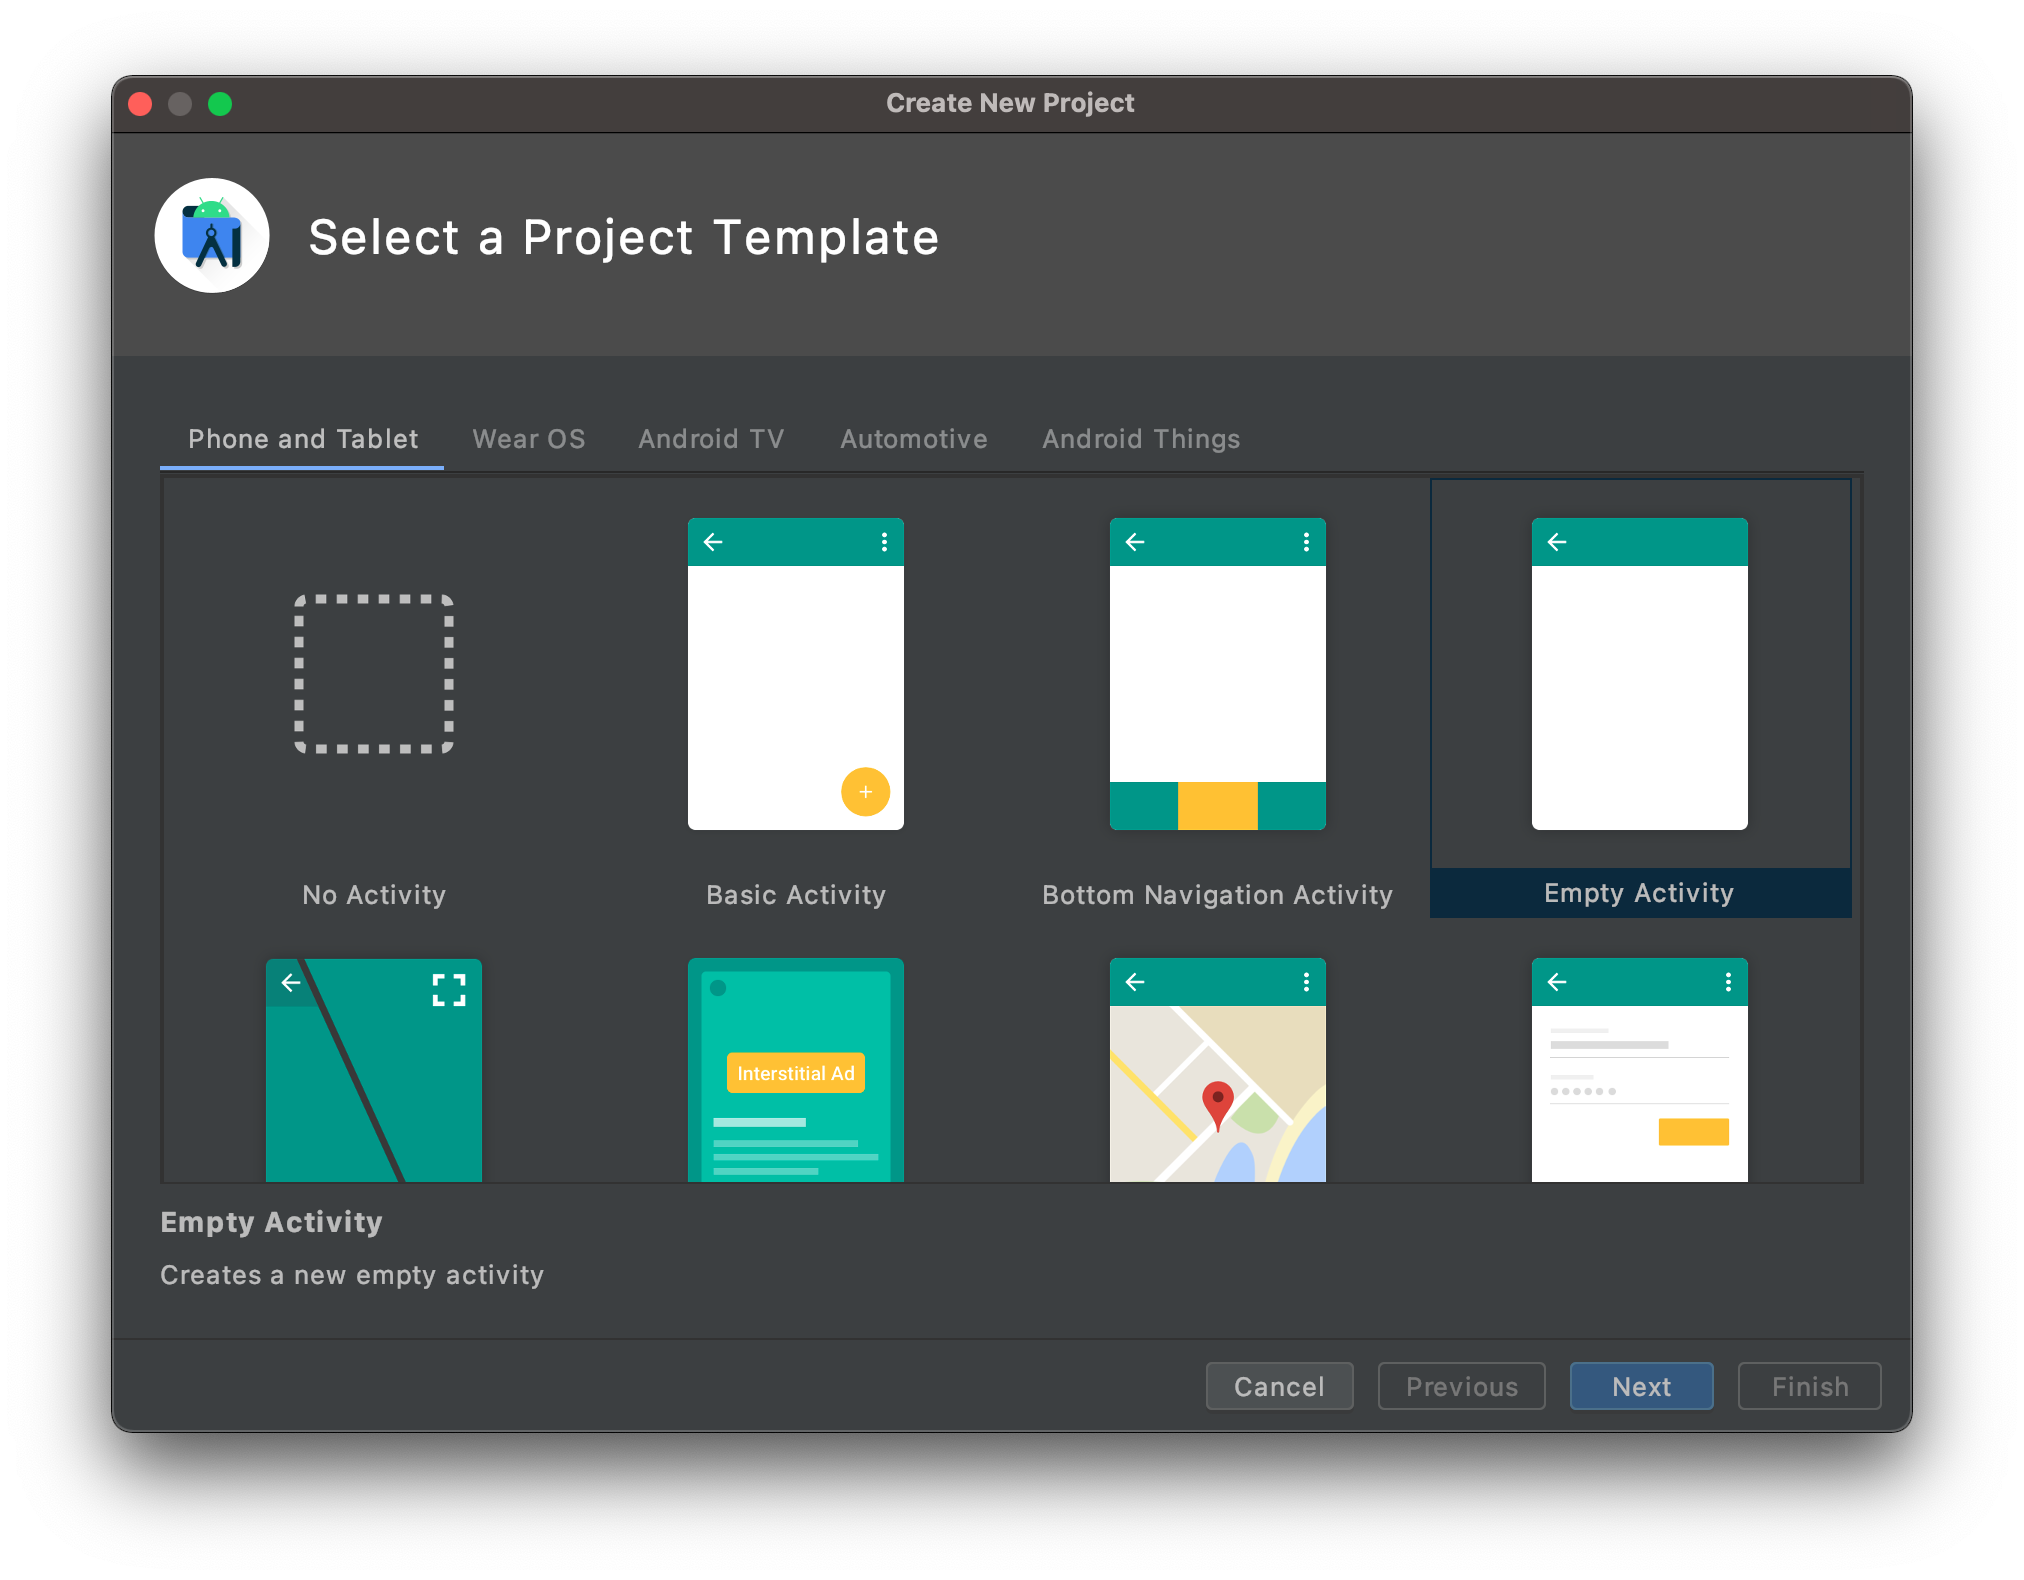 Create New Project
Select a Project Template
Phone and Tablet Wear OS Android TV Automotive Android Things
No Activity Basic Activity Bottom Navigation Activity Empty Activity
Interstitial Ad
Empty Activity
Creates a new empty activity
Cancel Previous Next Finish